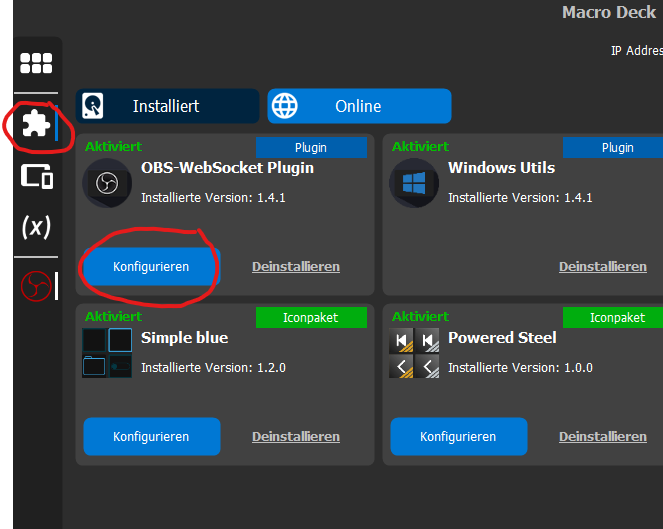 Macro Deck
IP Addres
Installiert
Online
Aktiviert
Plugin
OBS-WebSocket Plugin
Installierte Version: 1.4.1
Konfigurieren
Deinstallieren
Aktiviert
Plugin
Windows Utils
Installierte Version: 1.4.1
Deinstallieren
(x)
Aktiviert
Iconpaket
Simple blue
Installierte Version: 1.2.0
Konfigurieren
Deinstallieren
Aktiviert
Iconpaket
Powered Steel
Installierte Version: 1.0.0
Konfigurieren
Deinstallieren